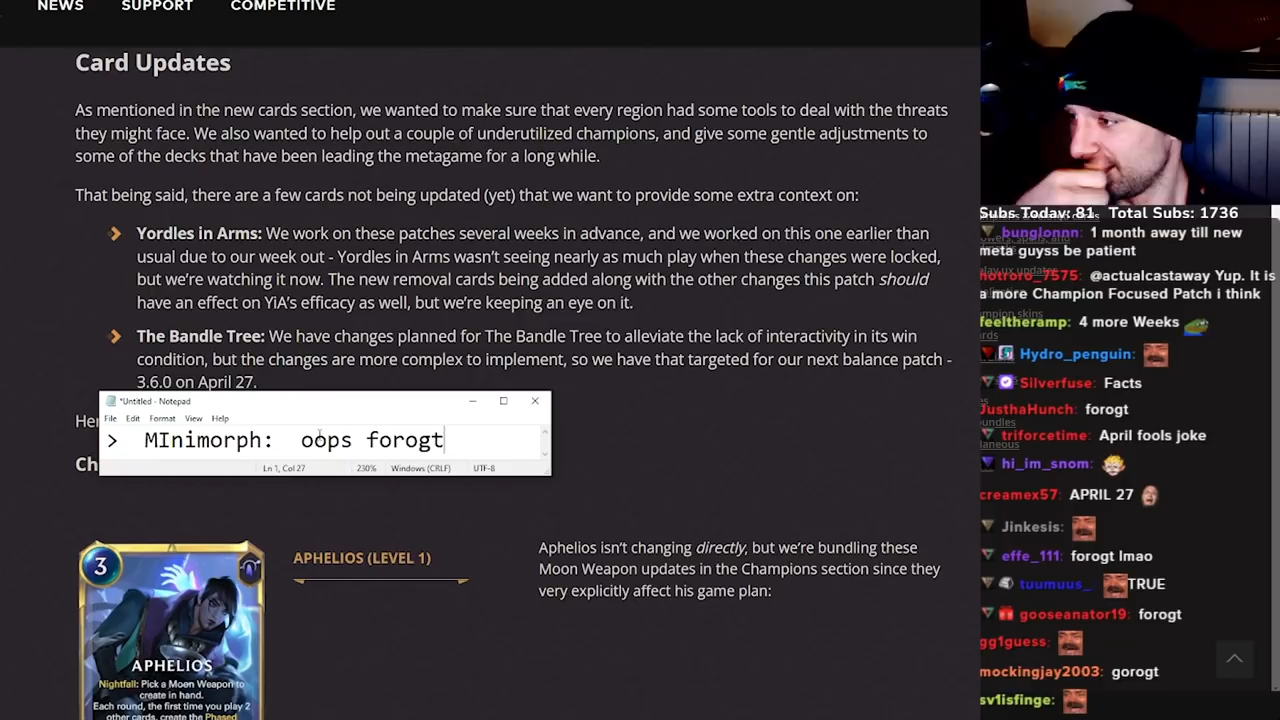 NEWS SUPPORT COMPETITIVE
Card Updates
As mentioned in the new cards section, we wanted to make sure that every region had some tools to deal with the threats
they might face. We also wanted to help out a couple of underutilized champions, and give some gentle adjustments to
some of the decks that have been leading the metagame for a long while.
That being said, there are a few cards not being updated (yet) that we want to provide some extra context on:
Yordles in Arms: We work on these patches several weeks in advance, and we worked on this one earlier than
usual due to our week out - Yordles in Arms wasn't seeing nearly as much play when these changes were locked,
but we're watching it now. The new removal cards being added along with the other changes this patch should
have an effect on YiA's efficacy as well, but we're keeping an eye on it.
The Bandle Tree: We have changes planned for The Bandle Tree to alleviate the lack of interactivity in its win
condition, but the changes are more complex to implement, so we have that targeted for our next balance patch -
3.6.0 on April 27.
*Untitled - Notepad
File Edit Format View Help
> MInimorph: oops forogt
Ln 1, Col 27 230% Windows (CRLF) UTF-8
3
APHELIOS
Nightfall: Pick a Moon Weapon to
create in hand.
Each round, the first time you play 2
other cards, create the Phased
APHELIOS (LEVEL 1)
Aphelios isn't changing directly, but we're bundling these
Moon Weapon updates in the Champions section since they
very explicitly affect his game plan:
Subs Today: 81 Total Subs: 1736
bunglonnn: 1 month away till new
meta guyss be patient
hotroro_7575: @actualcastaway Yup. It is
a more Champion Focused Patch i think
feeltheramp: 4 more Weeks
Hydro_penguin:
Silverfuse: Facts
JusthaHunch: forogt
triforcetime: April fools joke
hi_im_snom:
creamex57: APRIL 27
Jinkesis:
effe_111: forogt lmao
tuumuus_: TRUE
gooseanator19: forogt
gg1guess:
mockingjay2003: gorogt
sv1isfinge: